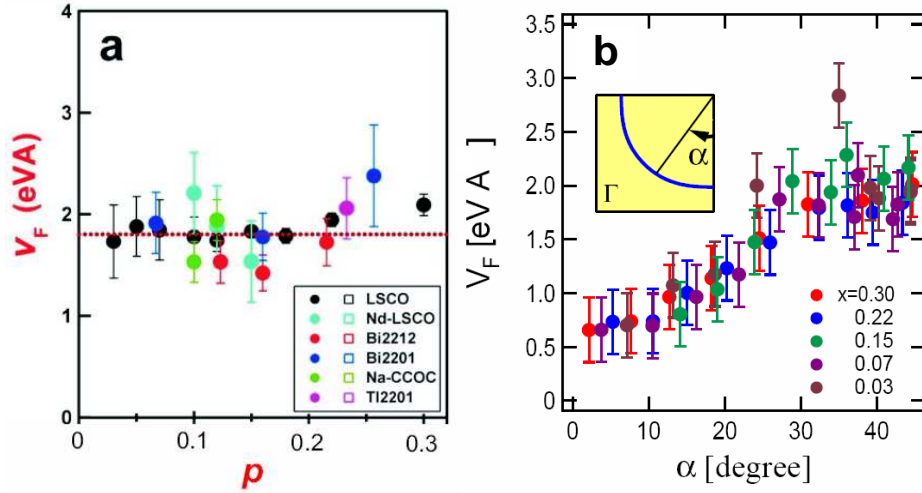 a
4
3
2
1
0
0
0.1
0.2
0.3
v_F (eVA)
p
LSCO
Nd-LSCO
Bi2212
Bi2201
Na-CCOC
Tl2201
b
3.5
3.0
2.5
2.0
1.5
1.0
0.5
0
0
10
20
30
40
V_F [eV A]
α [degree]
α
Γ
x=0.30
0.22
0.15
0.07
0.03